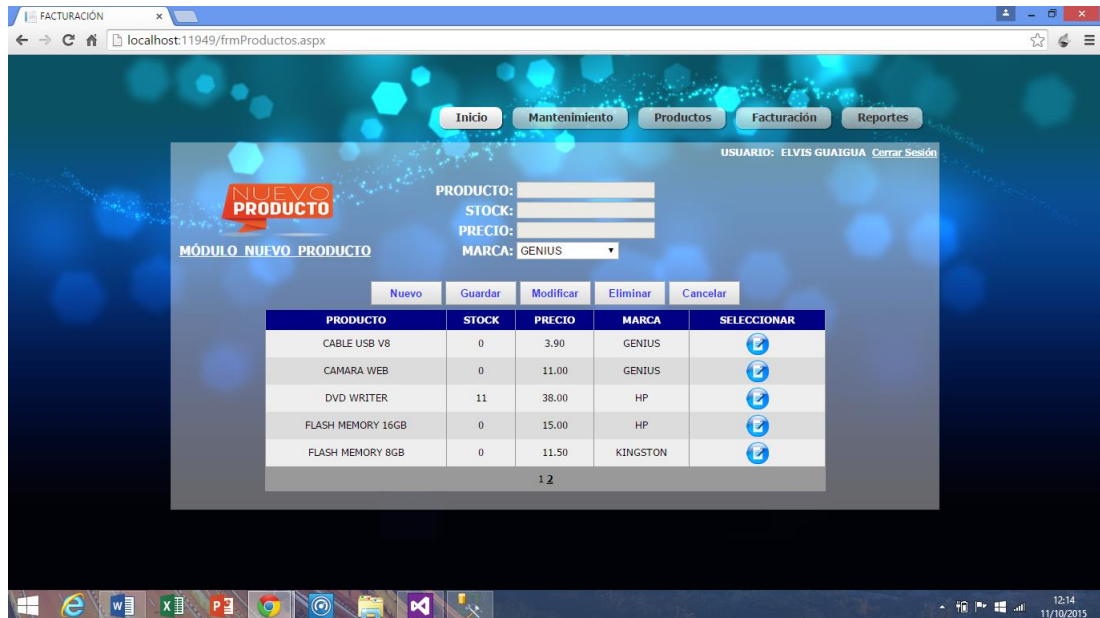 FACTURACIÓN
localhost:11949/frmProductos.aspx
Inicio Mantenimiento Productos Facturación Reportes
USUARIO: ELVIS GUAIGUA Cerrar Sesión
NUEVO
PRODUCTO
MÓDULO NUEVO PRODUCTO
PRODUCTO:
STOCK:
PRECIO:
MARCA: GENIUS
Nuevo Guardar Modificar Eliminar Cancelar
PRODUCTO STOCK PRECIO MARCA SELECCIONAR
CABLE USB V8 0 3.90 GENIUS
CAMARA WEB 0 11.00 GENIUS
DVD WRITER 11 38.00 HP
FLASH MEMORY 16GB 0 15.00 HP
FLASH MEMORY 8GB 0 11.50 KINGSTON
1 2
12:14
11/10/2015